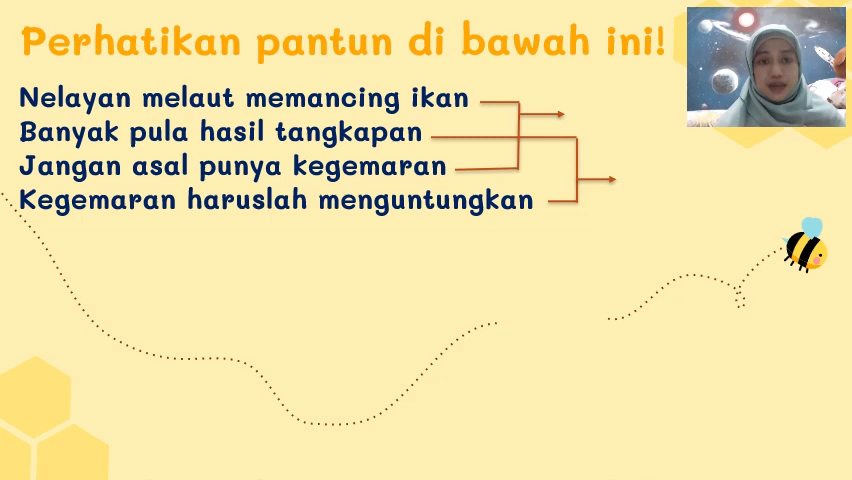 Perhatikan pantun di bawah ini!
Nelayan melaut memancing ikan
Banyak pula hasil tangkapan
Jangan asal punya kegemaran
Kegemaran haruslah menguntungkan